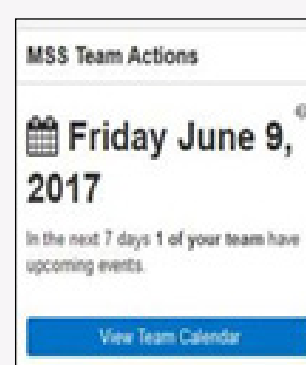 MSS Team Actions
Friday June 9,
2017
In the next 7 days 1 of your team have
upcoming events.
View Team Calendar